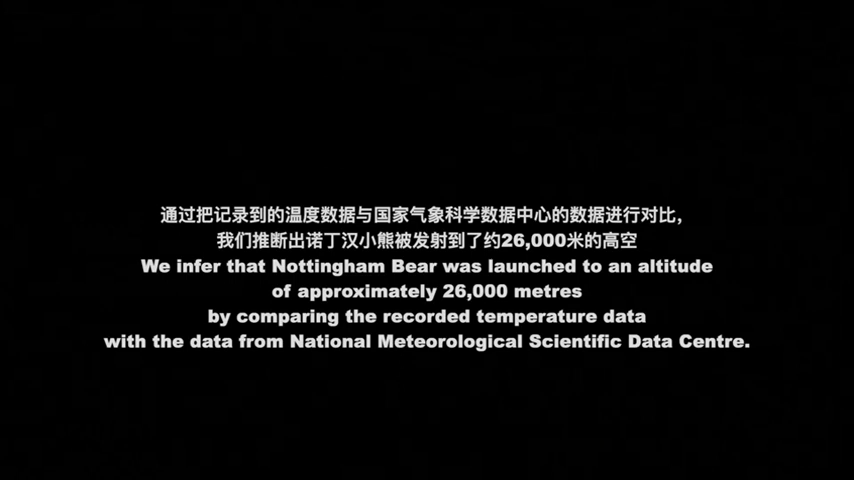 通过把记录到的温度数据与国家气象科学数据中心的数据进行对比，
我们推断出诺丁汉小熊被发射到了约26,000米的高空
We infer that Nottingham Bear was launched to an altitude
of approximately 26,000 metres
by comparing the recorded temperature data
with the data from National Meteorological Scientific Data Centre.